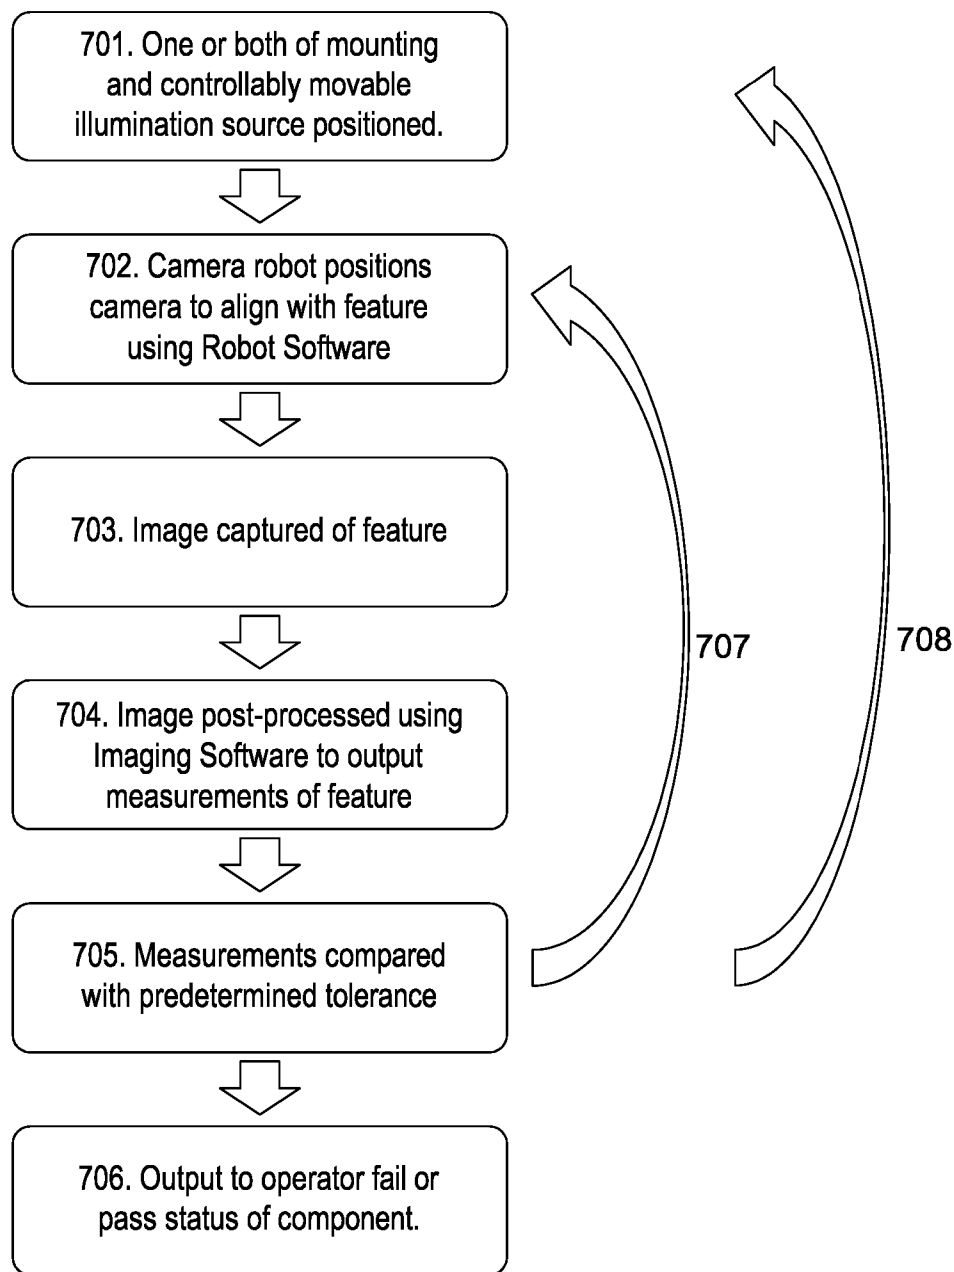 701. One or both of mounting
and controllably movable
illumination source positioned.
702. Camera robot positions
camera to align with feature
using Robot Software
703. Image captured of feature
704. Image post-processed using
Imaging Software to output
measurements of feature
705. Measurements compared
with predetermined tolerance
706. Output to operator fail or
pass status of component.
707
708